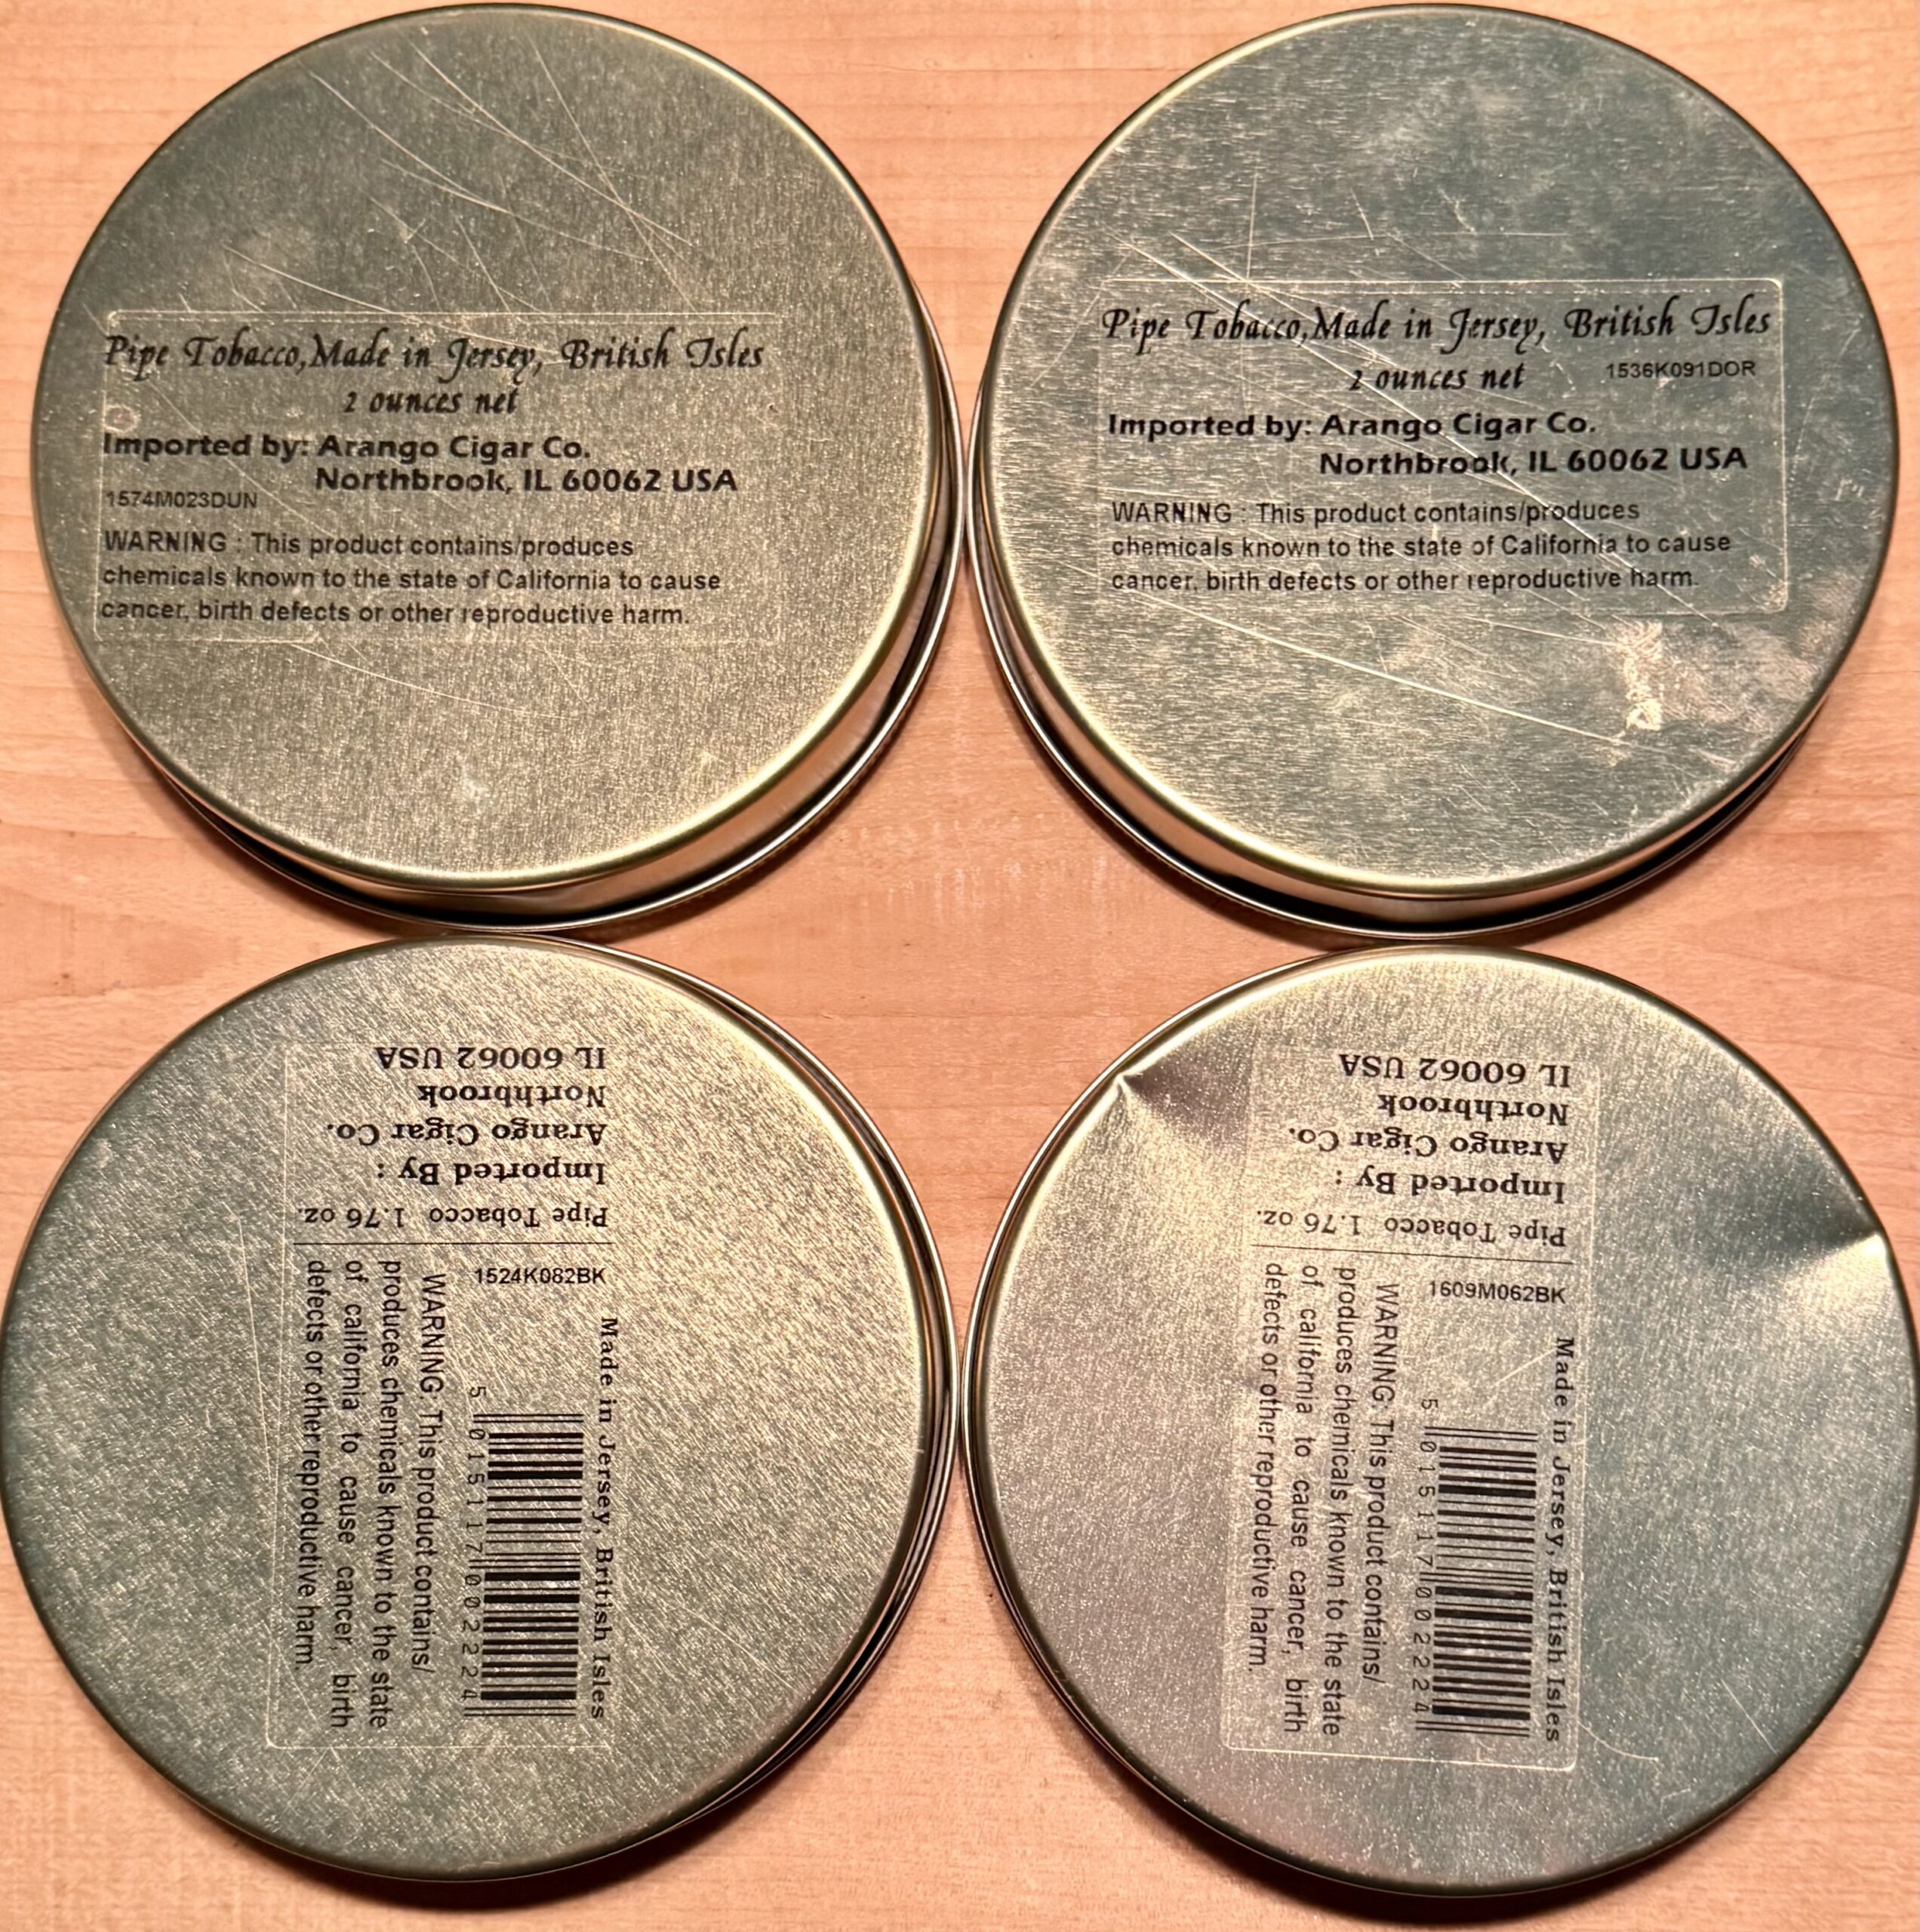 Pipe Tobacco,Made in Jersey, British Isles
2 ounces net
Imported by: Arango Cigar Co.
Northbrook, IL 60062 USA
1574M023DUN
WARNING : This product contains/produces
chemicals known to the state of California to cause
cancer, birth defects or other reproductive harm.
Pipe Tobacco,Made in Jersey, British Isles
2 ounces net
1536K091DOR
Imported by: Arango Cigar Co.
Northbrook, IL 60062 USA
WARNING : This product contains/produces
chemicals known to the state of California to cause
cancer, birth defects or other reproductive harm.
Pipe Tobacco 1.76 oz.
Imported By :
Arango Cigar Co.
Northbrook
IL 60062 USA
1524K082BK
Made in Jersey, British Isles
5 015117 002224
WARNING: This product contains/
produces chemicals known to the state
of california to cause cancer, birth
defects or other reproductive harm.
Pipe Tobacco 1.76 oz.
Imported By :
Arango Cigar Co.
Northbrook
IL 60062 USA
1609M062BK
Made in Jersey, British Isles
5 015117 002224
WARNING: This product contains/
produces chemicals known to the state
of california to cause cancer, birth
defects or other reproductive harm.